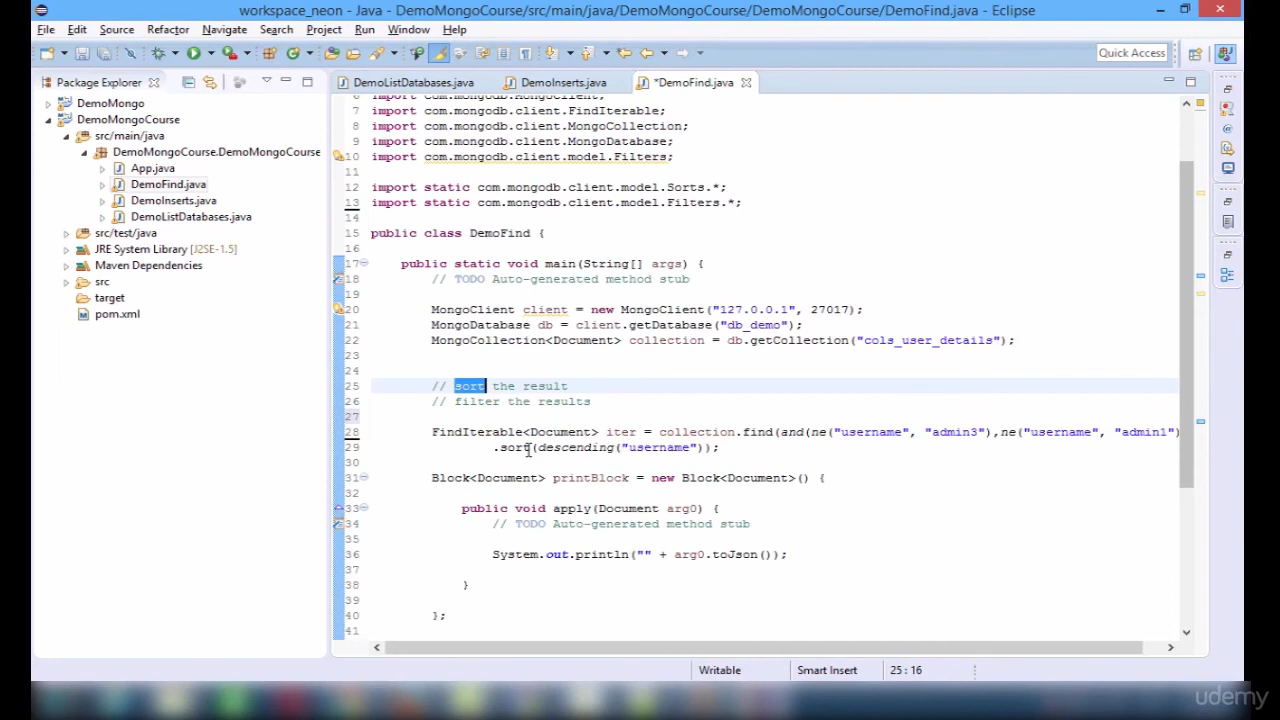 workspace_neon - Java - DemoMongoCourse/src/main/java/DemoMongoCourse/DemoMongoCourse/DemoFind.java - Eclipse
File Edit Source Refactor Navigate Search Project Run Window Help
Quick Access
Package Explorer
DemoListDatabases.java DemoInserts.java *DemoFind.java
DemoMongo
DemoMongoCourse
src/main/java
DemoMongoCourse.DemoMongoCourse
App.java
DemoFind.java
DemoInserts.java
DemoListDatabases.java
src/test/java
JRE System Library [J2SE-1.5]
Maven Dependencies
src
target
pom.xml
6 import com.mongodb.MongoClient;
7 import com.mongodb.client.FindIterable;
8 import com.mongodb.client.MongoCollection;
9 import com.mongodb.client.MongoDatabase;
10 import com.mongodb.client.model.Filters;
11
12 import static com.mongodb.client.model.Sorts.*;
13 import static com.mongodb.client.model.Filters.*;
14
15 public class DemoFind {
16
17 public static void main(String[] args) {
18 // TODO Auto-generated method stub
19
20 MongoClient client = new MongoClient("127.0.0.1", 27017);
21 MongoDatabase db = client.getDatabase("db_demo");
22 MongoCollection<Document> collection = db.getCollection("cols_user_details");
23
24
25 // sort the result
26 // filter the results
27
28 FindIterable<Document> iter = collection.find(and(ne("username", "admin3"),ne("username", "admin1")
29 .sort(descending("username"));
30
31 Block<Document> printBlock = new Block<Document>() {
32
33 public void apply(Document arg0) {
34 // TODO Auto-generated method stub
35
36 System.out.println("" + arg0.toJson());
37
38 }
39
40 };
41
Writable Smart Insert 25 : 16
udemy